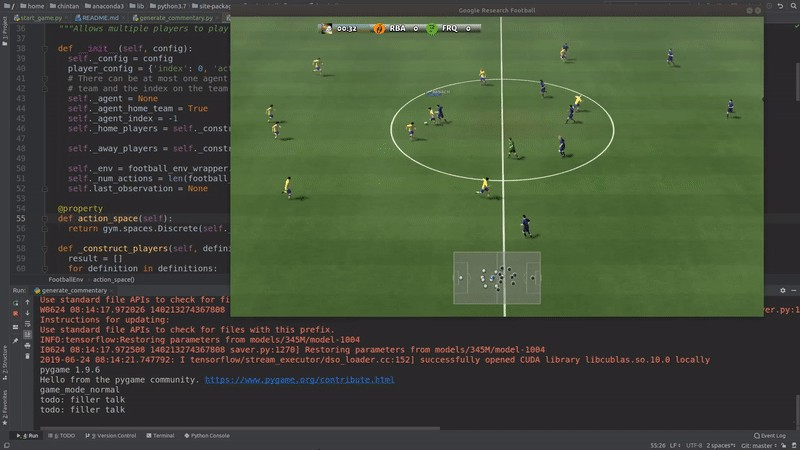 / home / chintan / anaconda3 / lib / python3.7 / site-pac
start_game.py README.md generate_commentary.py
Google Research Football
00:32 RBA 0 FRQ 0
1: Project
36 """Allows multiple players to play
37
38 def __init__(self, config):
39 self._config = config
40 player_config = {'index': 0, 'ac
41 # There can be at most one agent
42 # team and the index on the team
43 self._agent = None
44 self._agent_home_team = True
45 self._agent_index = -1
46 self._home_players = self._constr
47
48 self._away_players = self._constr
49
50 self._env = football_env_wrapper.
51 self._num_actions = len(football_
52 self.last_observation = None
53
54 @property
55 def action_space(self):
56 return gym.spaces.Discrete(self.
57
58 def _construct_players(self, defini
59 result = []
60 for definition in definitions:
FootballEnv action_space()
Run: generate_commentary
Use standard file APIs to check for fi
W0624 08:14:17.972026 140213274367808 saver.py:1
Instructions for updating:
Use standard file APIs to check for files with this prefix.
INFO:tensorflow:Restoring parameters from models/345M/model-1004
I0624 08:14:17.972508 140213274367808 saver.py:1270] Restoring parameters from models/345M/model-1004
2019-06-24 08:14:21.747792: I tensorflow/stream_executor/dso_loader.cc:152] successfully opened CUDA library libcublas.so.10.0 locally
pygame 1.9.6
Hello from the pygame community. https://www.pygame.org/contribute.html
game_mode_normal
todo: filler talk
todo: filler talk
Structure
2: Favorites
4: Run 6: TODO 9: Version Control Terminal Python Console Event Log
55:26 LF UTF-8 2 spaces* Git: master